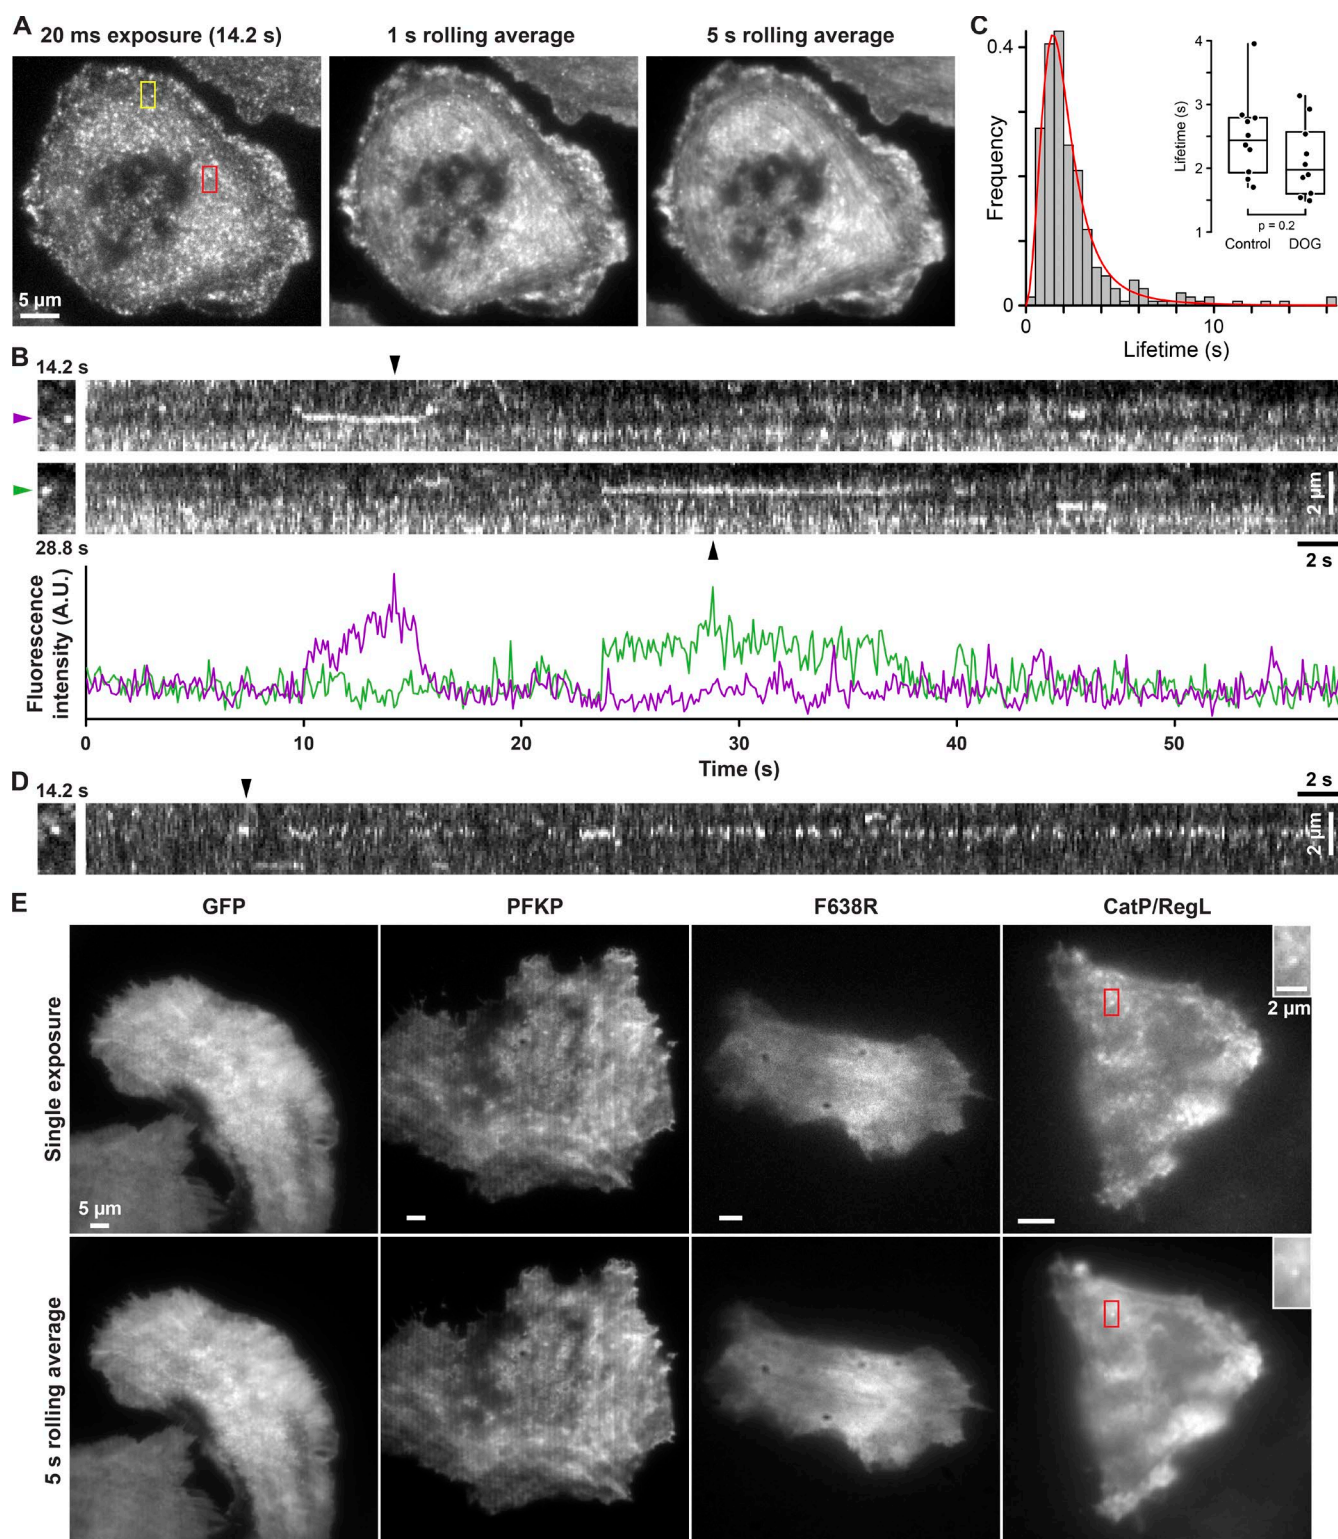 A
20 ms exposure (14.2 s)
1 s rolling average
5 s rolling average
5 µm
C
0.4
Frequency
0
0
10
Lifetime (s)
4
3
2
1
Lifetime (s)
p = 0.2
Control
DOG
B
14.2 s
2 µm
28.8 s
2 s
Fluorescence
intensity (A.U.)
0
10
20
30
40
50
Time (s)
D
14.2 s
2 s
2 µm
E
GFP
PFKP
F638R
CatP/RegL
Single exposure
5 µm
2 µm
5 s rolling average